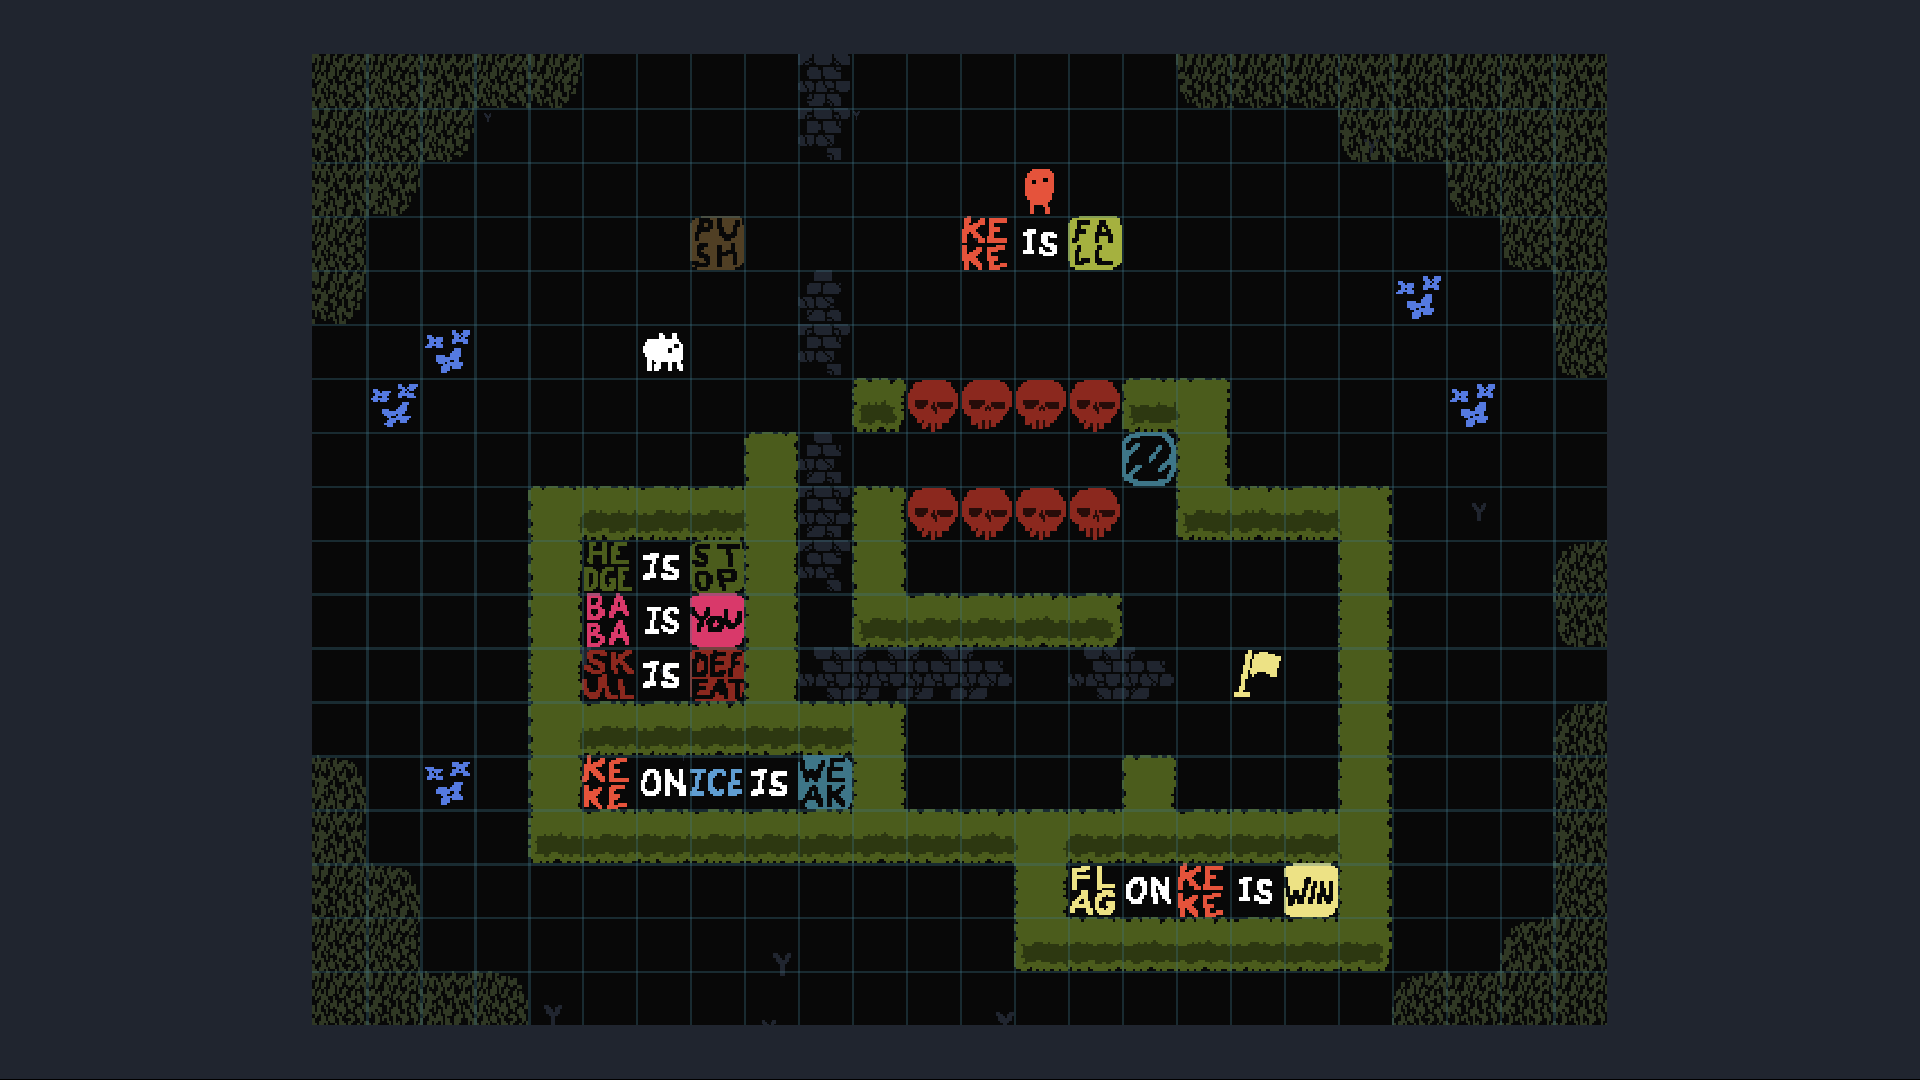 PUSH
KEKE IS FALL
HEDGE IS STOP
BABA IS YOU
SKULL IS DEFEAT
KEKE ON ICE IS WEAK
FLAG ON KEKE IS WIN